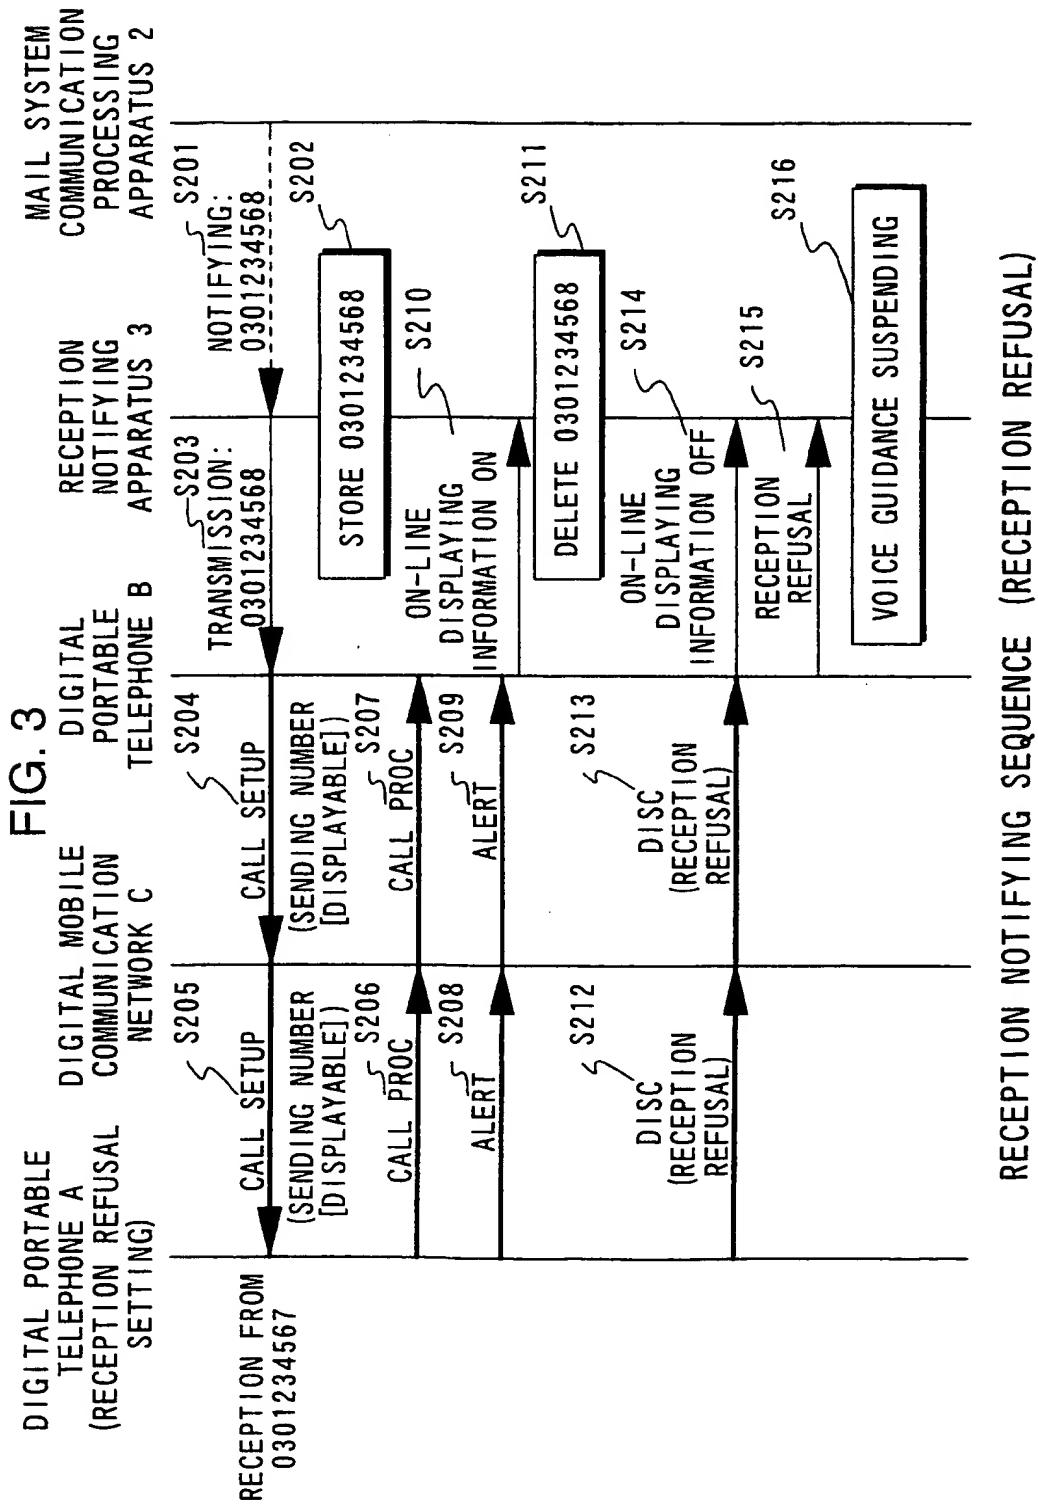 FIG. 3
DIGITAL PORTABLE
TELEPHONE A
(RECEPTION REFUSAL
SETTING)
DIGITAL MOBILE
COMMUNICATION
NETWORK C
DIGITAL
PORTABLE
TELEPHONE B
RECEPTION
NOTIFYING
APPARATUS 3
MAIL SYSTEM
COMMUNICATION
PROCESSING
APPARATUS 2
S201
NOTIFYING:
0301234568
S202
STORE 0301234568
S203
TRANSMISSION:
0301234568
S204
CALL SETUP
(SENDING NUMBER
[DISPLAYABLE])
S205
CALL SETUP
(SENDING NUMBER
[DISPLAYABLE])
RECEPTION FROM
0301234567
S206
CALL PROC
S207
CALL PROC
S208
ALERT
S209
ALERT
S210
ON-LINE
DISPLAYING
INFORMATION ON
S211
DELETE 0301234568
S212
DISC
(RECEPTION
REFUSAL)
S213
DISC
(RECEPTION
REFUSAL)
S214
ON-LINE
DISPLAYING
INFORMATION OFF
S215
RECEPTION
REFUSAL
S216
VOICE GUIDANCE SUSPENDING
RECEPTION NOTIFYING SEQUENCE (RECEPTION REFUSAL)